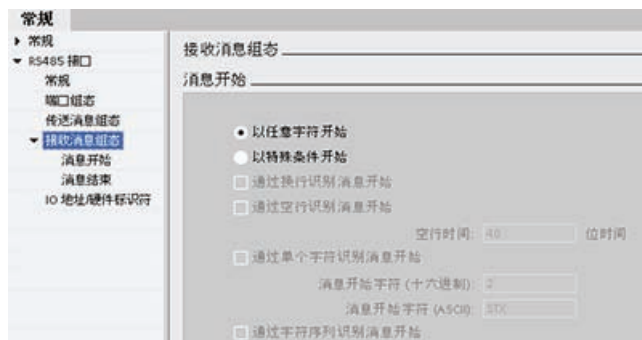 常规
常规
RS485 接口
常规
端口组态
传送消息组态
接收消息组态
消息开始
消息结束
IO 地址/硬件标识符
接收消息组态
消息开始
以任意字符开始
以特殊条件开始
通过换行识别消息开始
通过空行识别消息开始
空行时间: 40 位时间
通过单个字符识别消息开始
消息开始字符 (十六进制): 2
消息开始字符 (ASCII): STX
通过字符序列识别消息开始